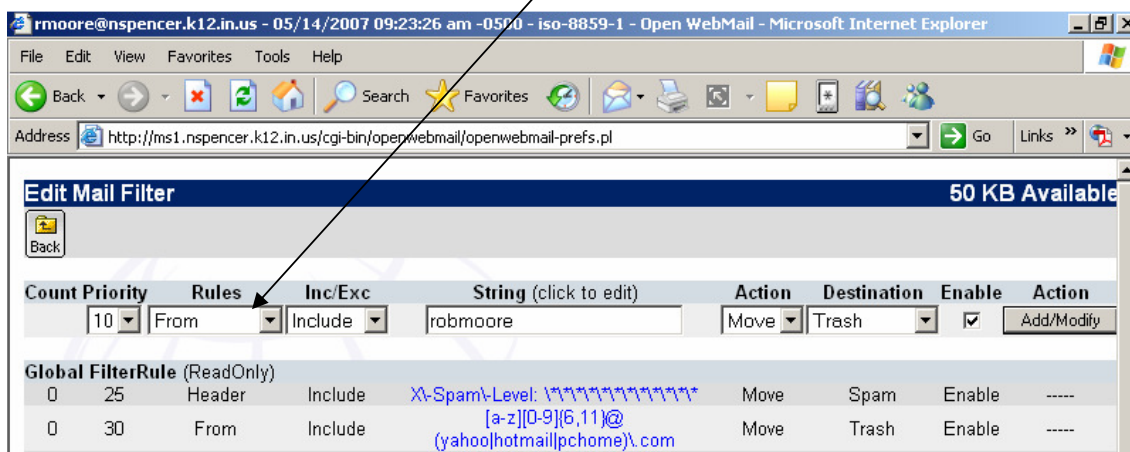 rmoore@nspencer.k12.in.us - 05/14/2007 09:23:26 am -0500 - iso-8859-1 - Open WebMail - Microsoft Internet Explorer
File Edit View Favorites Tools Help
Back Search Favorites
Address http://ms1.nspencer.k12.in.us/cgi-bin/openwebmail/openwebmail-prefs.pl Go Links »
Edit Mail Filter 50 KB Available
Back
Count Priority Rules Inc/Exc String (click to edit) Action Destination Enable Action
10 From Include robmoore Move Trash Add/Modify
Global FilterRule (ReadOnly)
0 25 Header Include X\-Spam\-Level: \*\*\*\*\*\*\*\*\*\*\*\*\*\* Move Spam Enable -----
0 30 From Include [a-z][0-9]{6,11}@ Move Trash Enable -----
(yahoo|hotmail|pchome)\.com